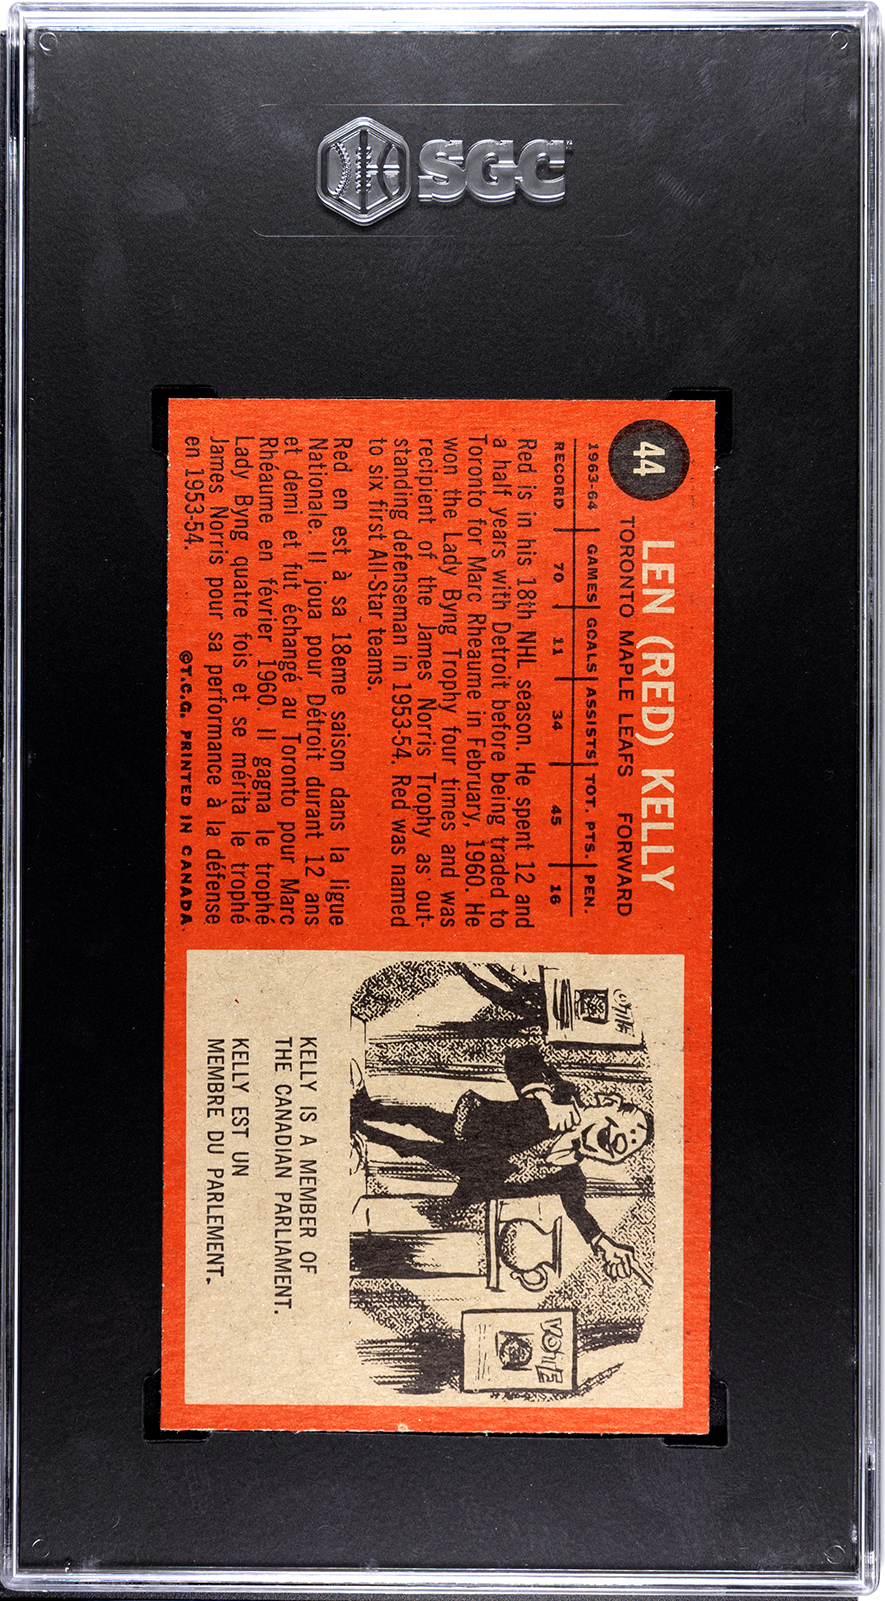 SGC
44
LEN (RED) KELLY
TORONTO MAPLE LEAFS FORWARD
1963-64 GAMES GOALS ASSISTS TOT. PTS. PEN.
RECORD 70 11 34 45 16
Red is in his 18th NHL season. He spent 12 and
a half years with Detroit before being traded to
Toronto for Marc Rheaume in February, 1960. He
won the Lady Byng Trophy four times and was
recipient of the James Norris Trophy as out-
standing defenseman in 1953-54. Red was named
to six first All-Star teams.
Red en est à sa 18eme saison dans la ligue
Nationale. Il joua pour Détroit durant 12 ans
et demi et fut échangé au Toronto pour Marc
Rhéaume en février 1960. Il gagna le trophé
Lady Byng quatre fois et se mérita le trophé
James Norris pour sa performance à la défense
en 1953-54.
©T.C.G. PRINTED IN CANADA
VOTE
KELLY IS A MEMBER OF
THE CANADIAN PARLIAMENT.
KELLY EST UN
MEMBRE DU PARLEMENT.